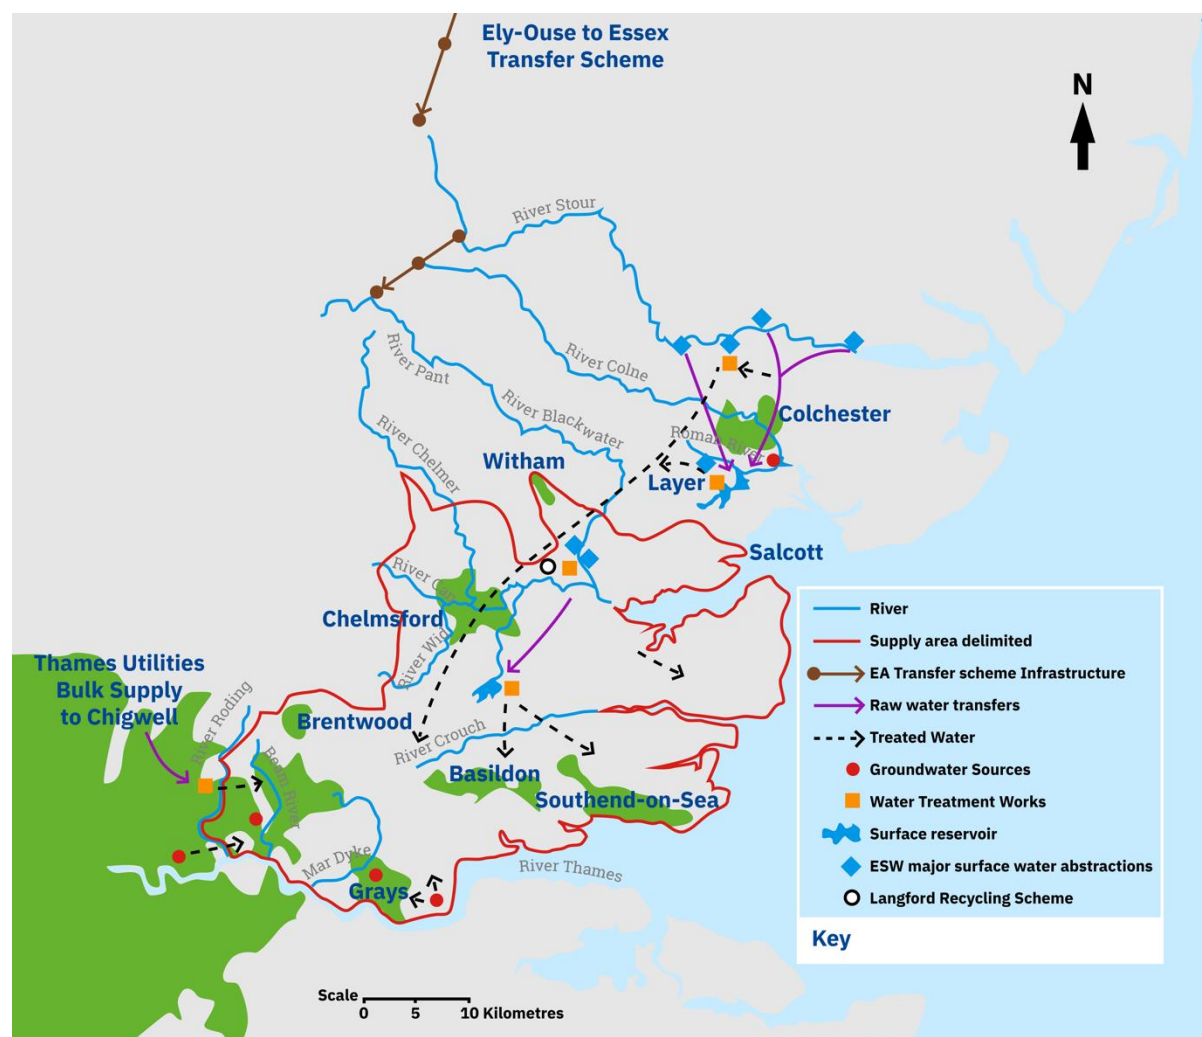 Ely-Ouse to Essex
Transfer Scheme
N
River Stour
River Pant
River Colne
River Blackwater
River Chelmer
Colchester
Roman River
Witham
Layer
Salcott
River Can
Chelmsford
River Wid
Thames Utilities
Bulk Supply
to Chigwell
River Roding
Brentwood
River Crouch
Basildon
Southend-on-Sea
Mar Dyke
Grays
River Thames
River
Supply area delimited
EA Transfer scheme Infrastructure
Raw water transfers
Treated Water
Groundwater Sources
Water Treatment Works
Surface reservoir
ESW major surface water abstractions
Langford Recycling Scheme
Key
Scale
0 5 10 Kilometres